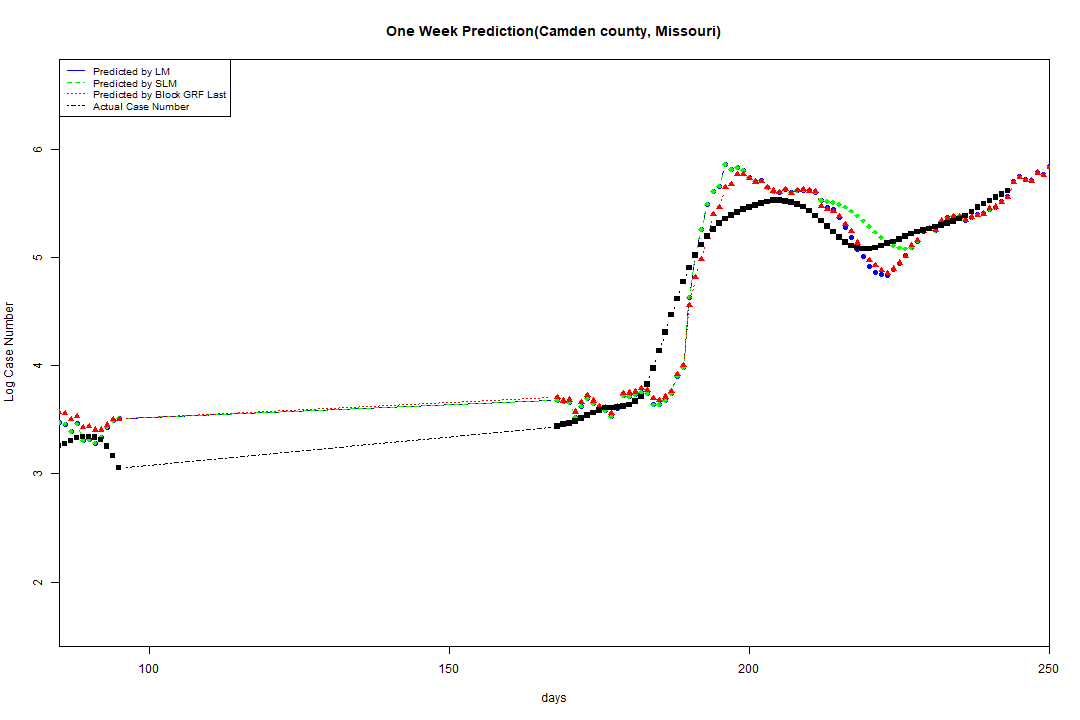 One Week Prediction(Camden county, Missouri)
Predicted by LM
Predicted by SLM
Predicted by Block GRF Last
Actual Case Number
6
5
4
3
2
Log Case Number
100
150
200
250
days